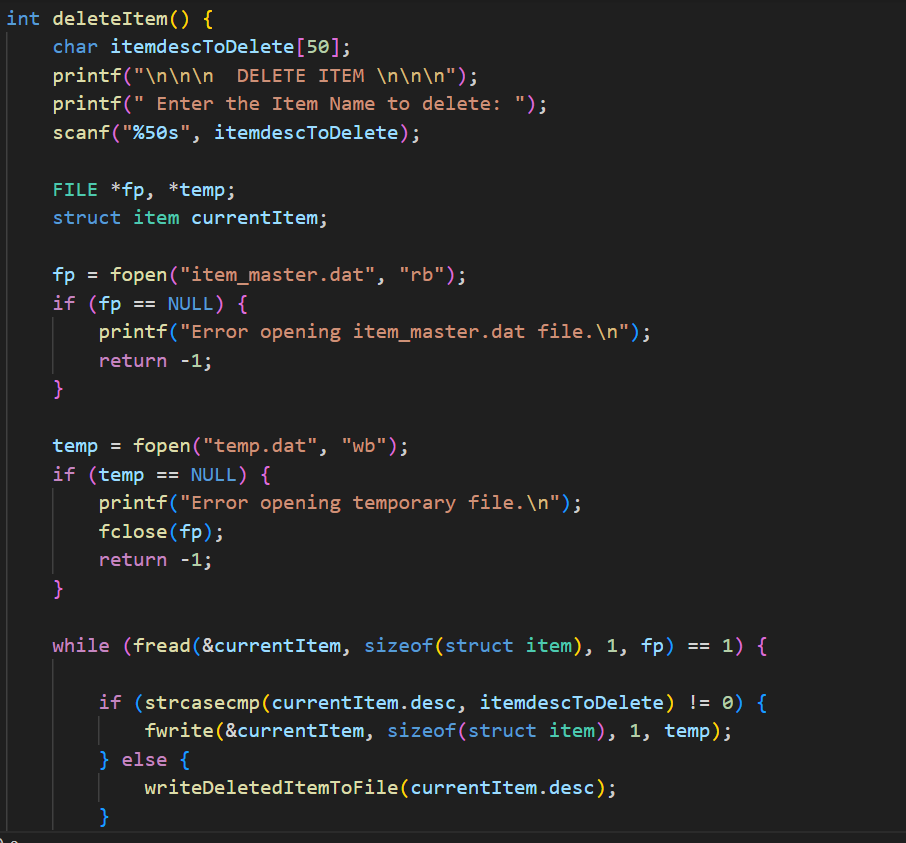 int deleteItem() {
    char itemdescToDelete[50];
    printf("\n\n\n  DELETE ITEM \n\n\n");
    printf(" Enter the Item Name to delete: ");
    scanf("%50s", itemdescToDelete);

    FILE *fp, *temp;
    struct item currentItem;

    fp = fopen("item_master.dat", "rb");
    if (fp == NULL) {
        printf("Error opening item_master.dat file.\n");
        return -1;
    }

    temp = fopen("temp.dat", "wb");
    if (temp == NULL) {
        printf("Error opening temporary file.\n");
        fclose(fp);
        return -1;
    }

    while (fread(&currentItem, sizeof(struct item), 1, fp) == 1) {

        if (strcasecmp(currentItem.desc, itemdescToDelete) != 0) {
            fwrite(&currentItem, sizeof(struct item), 1, temp);
        } else {
            writeDeletedItemToFile(currentItem.desc);
        }